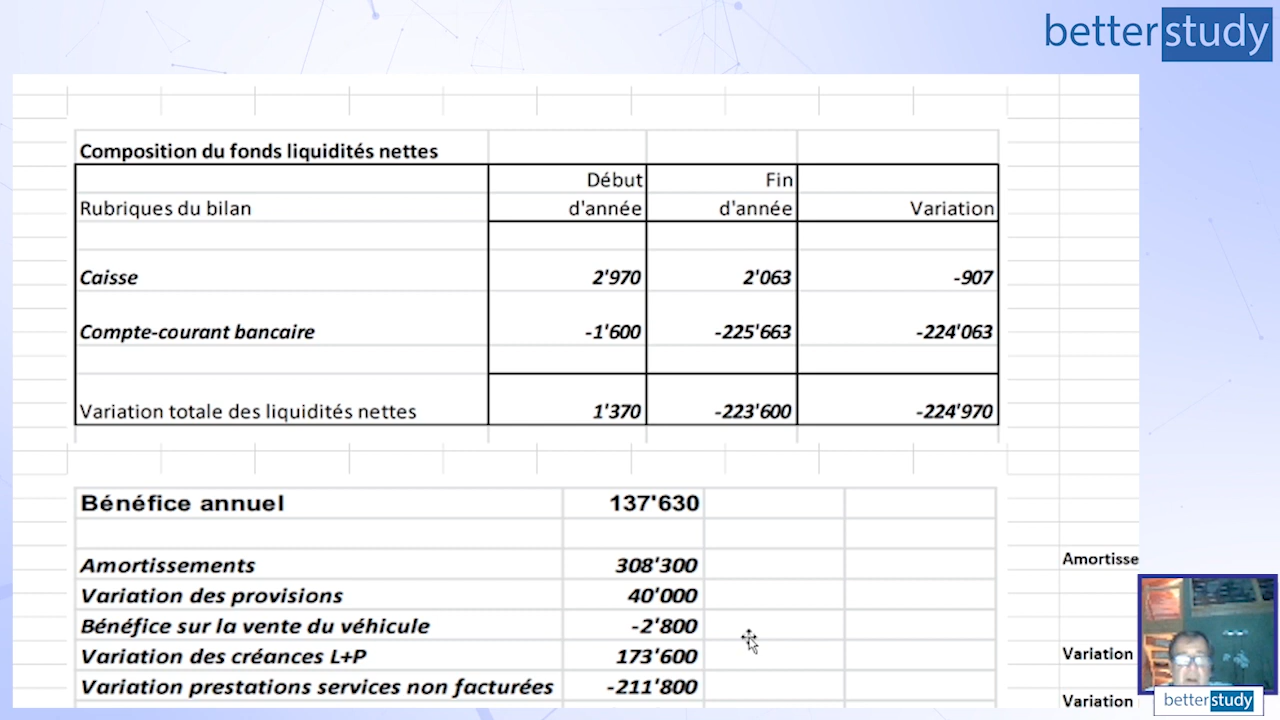 betterstudy
Composition du fonds liquidités nettes
Début Fin
Rubriques du bilan d'année d'année Variation
Caisse 2'970 2'063 -907
Compte-courant bancaire -1'600 -225'663 -224'063
Variation totale des liquidités nettes 1'370 -223'600 -224'970
Bénéfice annuel 137'630
Amortissements 308'300
Amortisse
Variation des provisions 40'000
Bénéfice sur la vente du véhicule -2'800
Variation des créances L+P 173'600
Variation
Variation prestations services non facturées -211'800
Variation
betterstudy